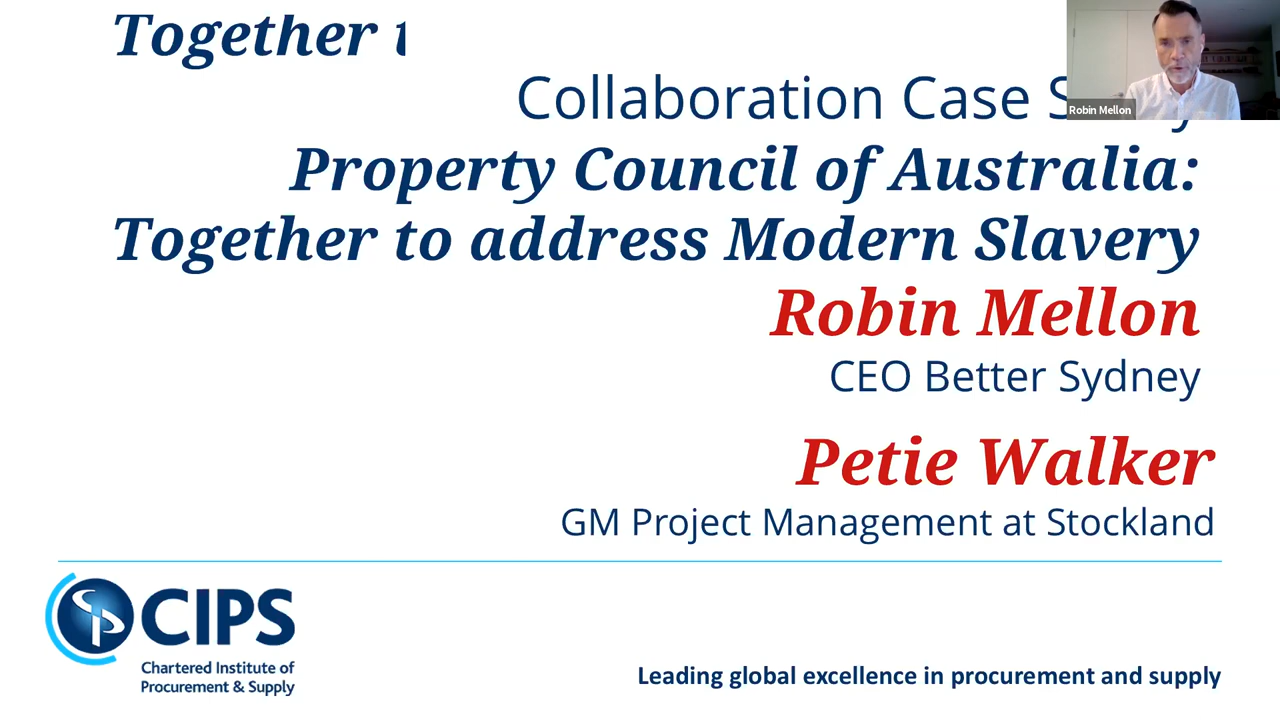 Together t
Collaboration Case S y
Robin Mellon
Property Council of Australia:
Together to address Modern Slavery
Robin Mellon
CEO Better Sydney
Petie Walker
GM Project Management at Stockland
CIPS
Chartered Institute of
Procurement & Supply
Leading global excellence in procurement and supply